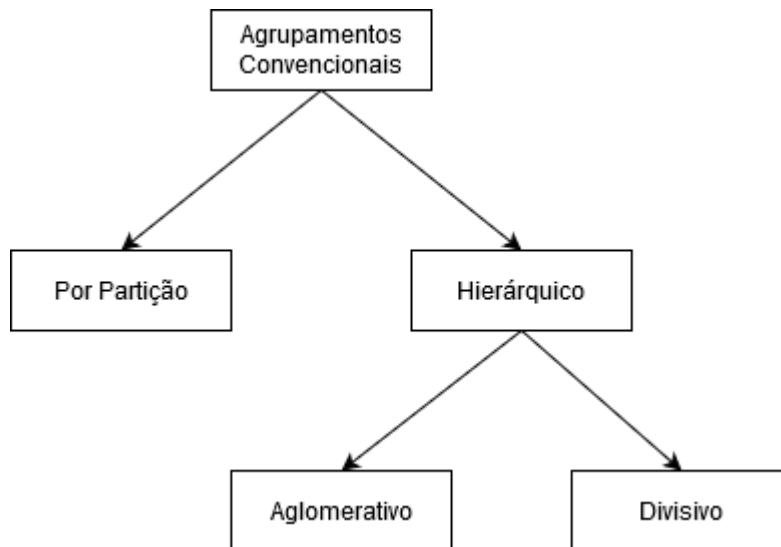 Agrupamentos
Convencionais
Por Partição
Hierárquico
Aglomerativo
Divisivo